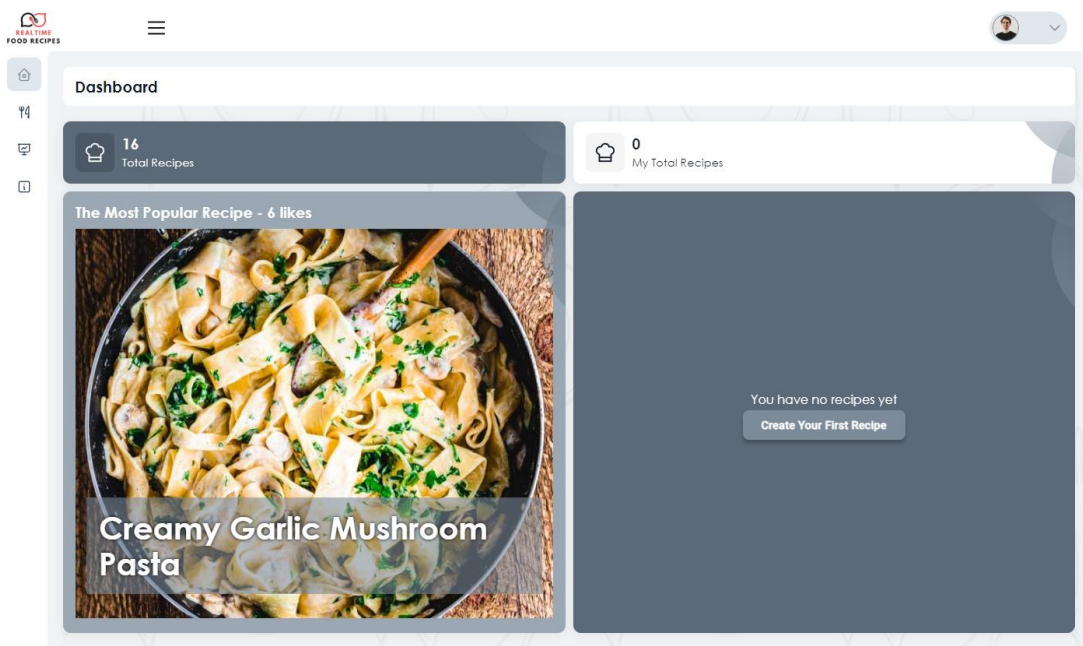 REALTIME
FOOD RECIPES
Dashboard
16
Total Recipes
0
My Total Recipes
The Most Popular Recipe - 6 likes
Creamy Garlic Mushroom
Pasta
You have no recipes yet
Create Your First Recipe